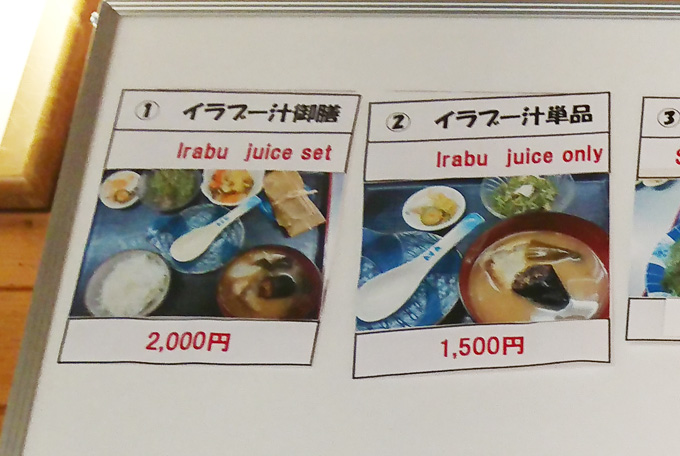 ① イラブー汁御膳
Irabu juice set
2,000円
② イラブー汁単品
Irabu juice only
1,500円
③
S